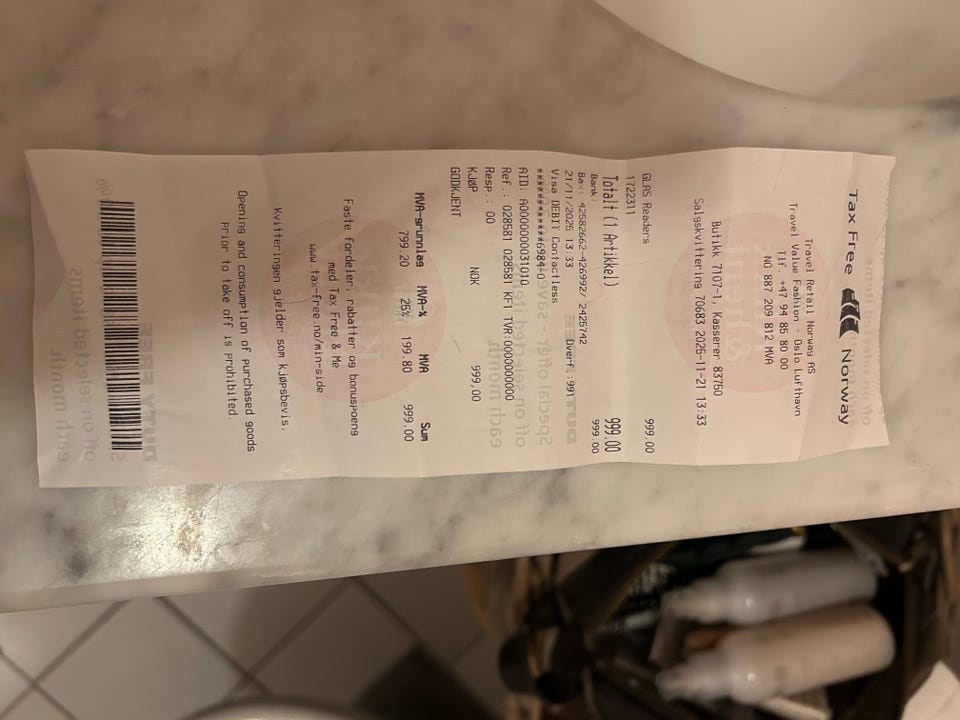 Tax Free Norway
Travel Retail Norway AS
Travel Value Fashion - Oslo Lufthavn
Tlf. +47 94 85 80 00
NO 887 209 812 MVA
Butikk 7107-1, Kasserer 83750
Salgskvittering 70683 2025-11-21 13:33
GLAS Readers 999.00
1722311
Totalt (1 Artikkel) 999.00
Bank: 999.00
Bax: 42582662-426992/ 2425742
21/11/2025 13:33 Overf.:991
Visa DEBIT Contactless
************6984-0
AID: A0000000031010
Ref.: 028581 028581 KF1 TVR:0000000000
Resp.: 00
KJØP NOK 999,00
GODKJENT
MVA-grunnlag MVA-% MVA Sum
799.20 25% 199.80 999.00
Faste fordeler, rabatter og bonuspoeng
med Tax Free & Me
www.tax-free.no/min-side
Kvitteringen gjelder som kjøpsbevis.
Opening and consumption of purchased goods
prior to take off is prohibited.